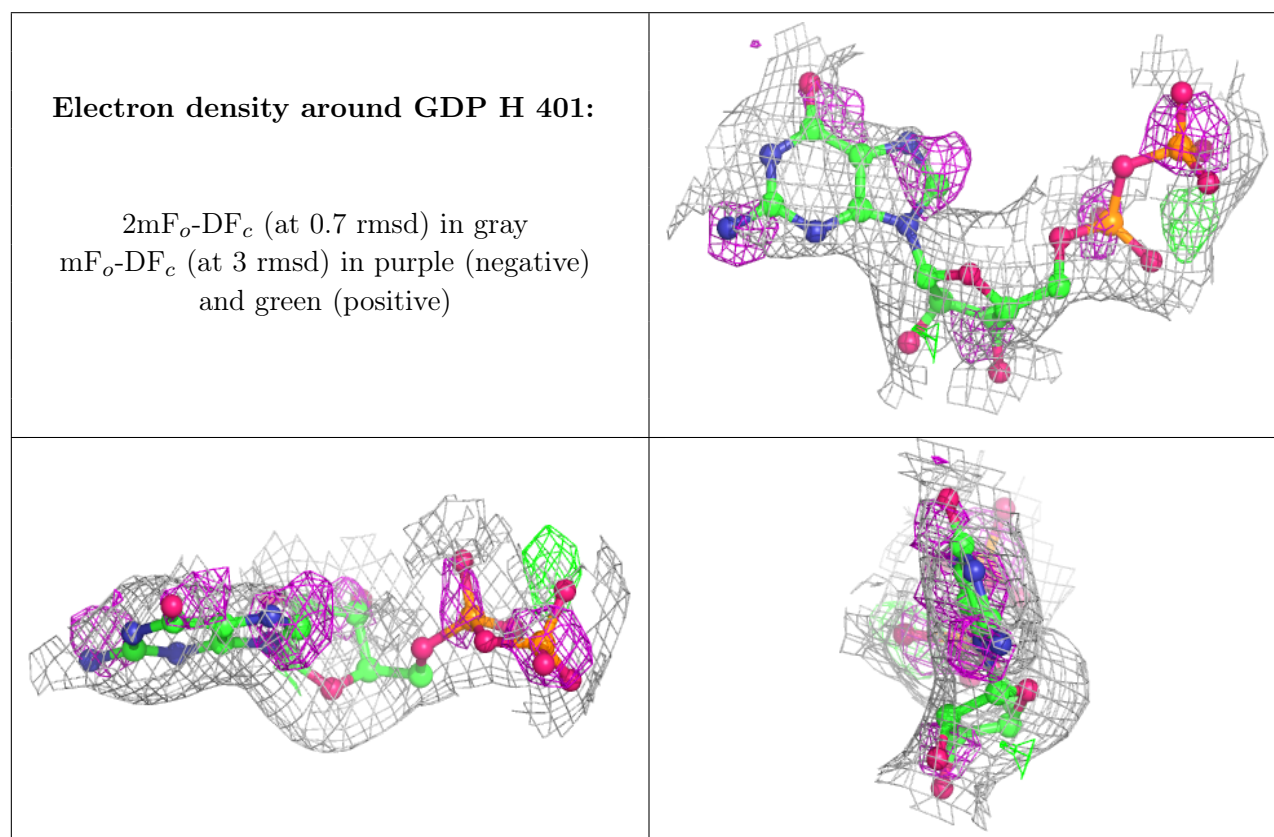 Electron density around GDP H 401:
2mFo-DFc (at 0.7 rmsd) in gray
mFo-DFc (at 3 rmsd) in purple (negative)
and green (positive)